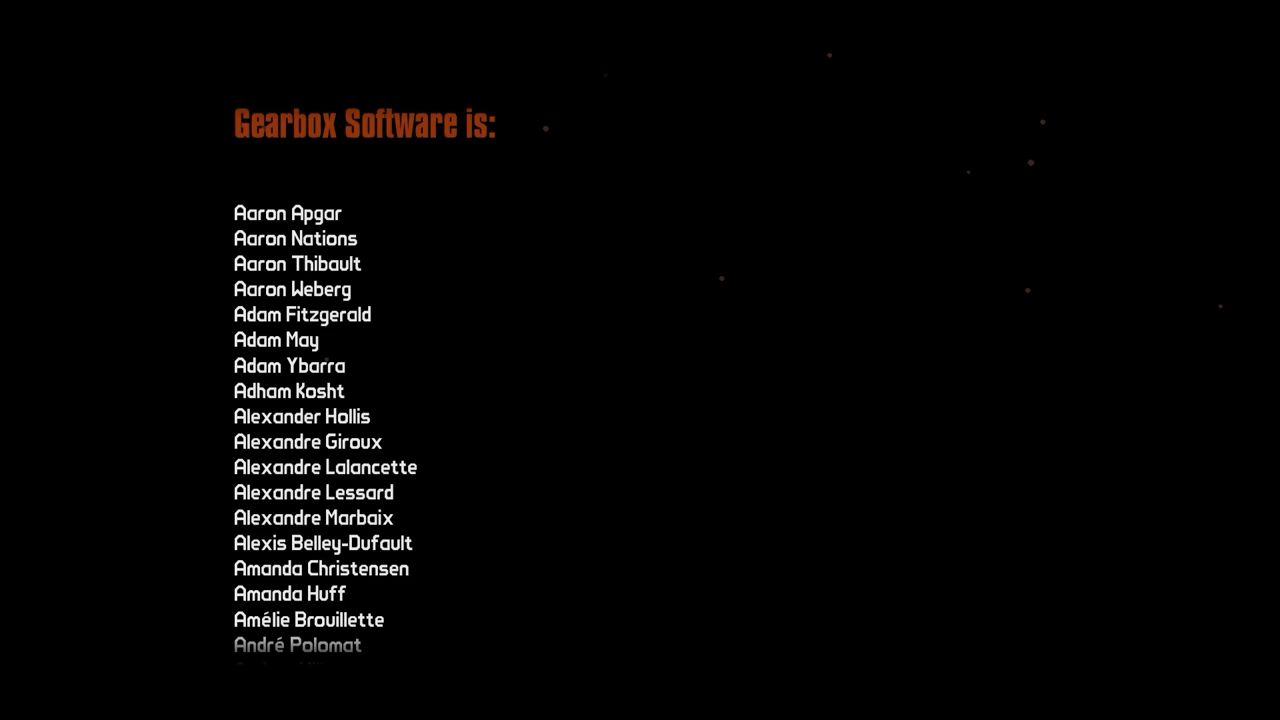 Gearbox Software is:
Aaron Apgar
Aaron Nations
Aaron Thibault
Aaron Weberg
Adam Fitzgerald
Adam May
Adam Ybarra
Adham Kosht
Alexander Hollis
Alexandre Giroux
Alexandre Lalancette
Alexandre Lessard
Alexandre Marbaix
Alexis Belley-Dufault
Amanda Christensen
Amanda Huff
Amélie Brouillette
André Polomat